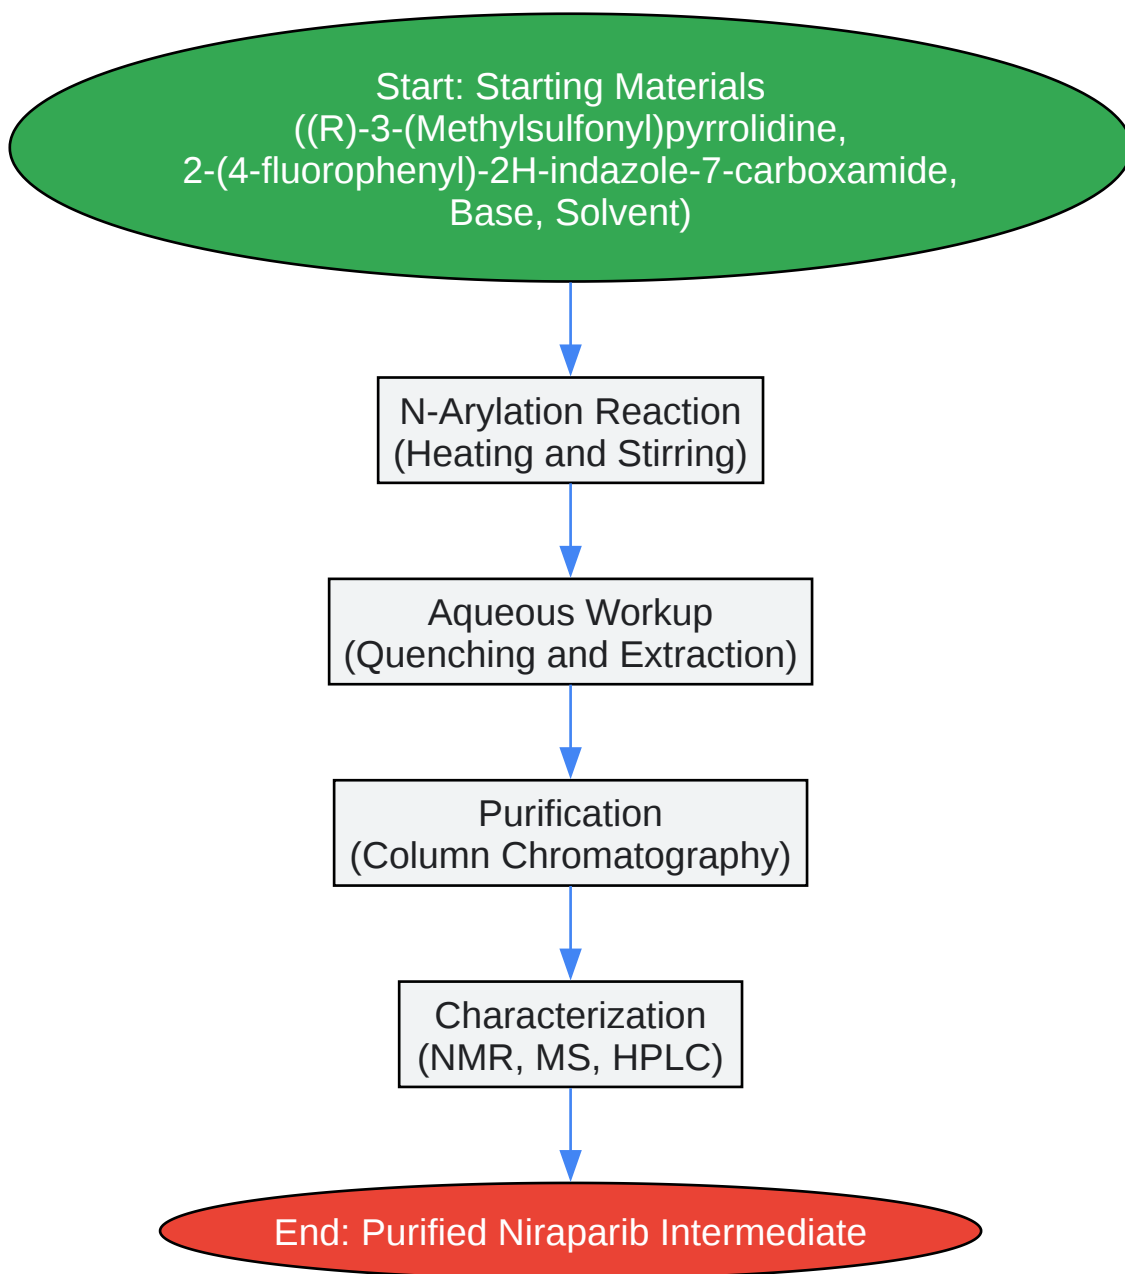 Start: Starting Materials
((R)-3-(Methylsulfonyl)pyrrolidine,
2-(4-fluorophenyl)-2H-indazole-7-carboxamide,
Base, Solvent)
N-Arylation Reaction
(Heating and Stirring)
Aqueous Workup
(Quenching and Extraction)
Purification
(Column Chromatography)
Characterization
(NMR, MS, HPLC)
End: Purified Niraparib Intermediate